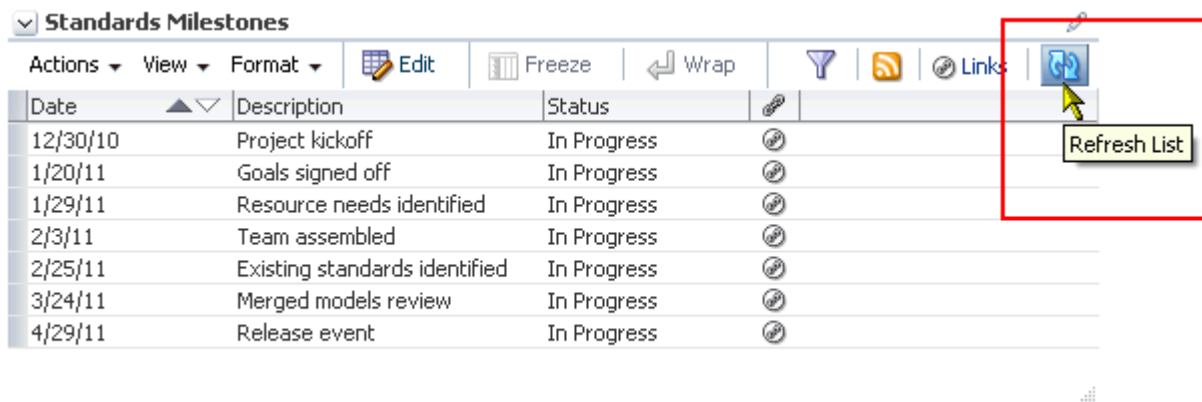 Standards Milestones
Actions View Format Edit Freeze Wrap Links
Date Description Status
12/30/10 Project kickoff In Progress
1/20/11 Goals signed off In Progress
1/29/11 Resource needs identified In Progress
2/3/11 Team assembled In Progress
2/25/11 Existing standards identified In Progress
3/24/11 Merged models review In Progress
4/29/11 Release event In Progress
Refresh List